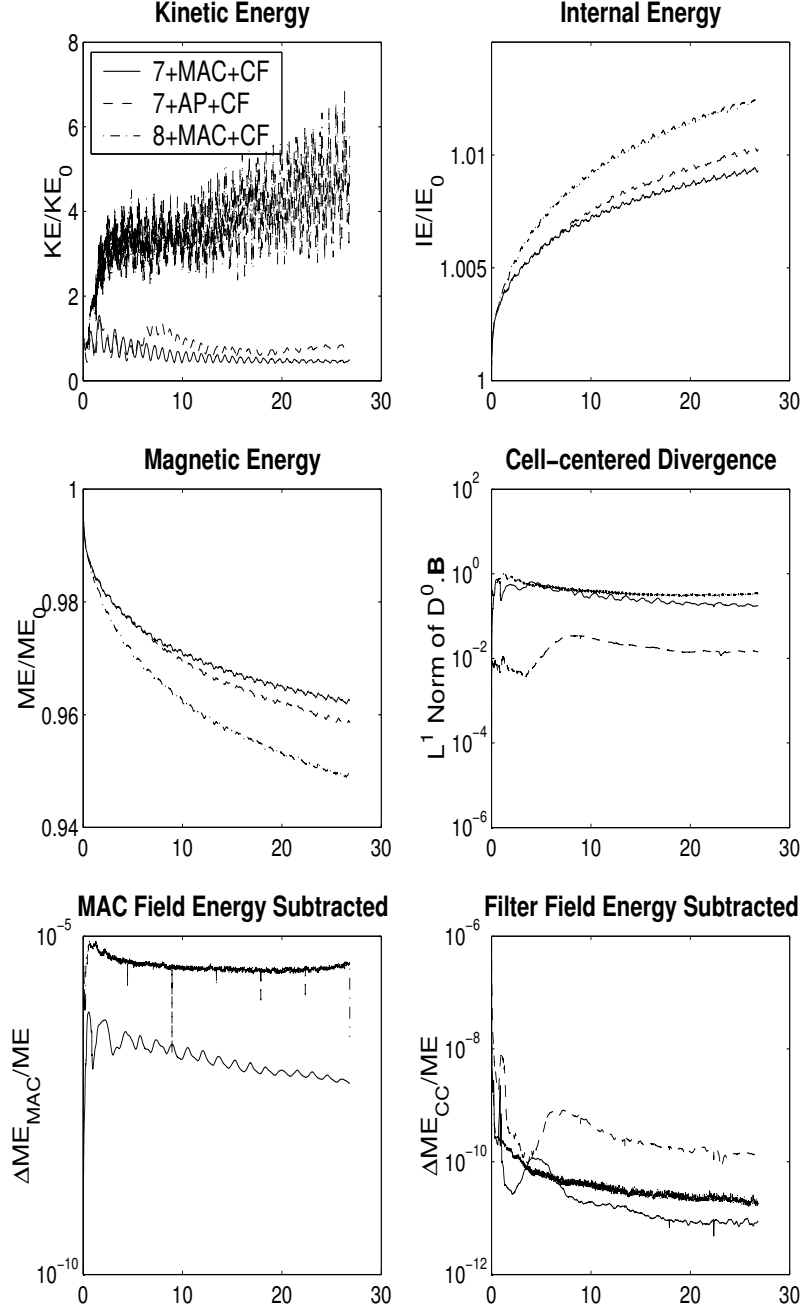 Kinetic Energy
KE/KE_0
8
6
4
2
0
7+MAC+CF
7+AP+CF
8+MAC+CF
0 10 20 30
Internal Energy
IE/IE_0
1.01
1.005
1
0 10 20 30
Magnetic Energy
ME/ME_0
1
0.98
0.96
0.94
0 10 20 30
Cell−centered Divergence
L^1 Norm of D^0.B
10^2
10^0
10^−2
10^−4
10^−6
0 10 20 30
MAC Field Energy Subtracted
ΔME_MAC/ME
10^−5
10^−10
0 10 20 30
Filter Field Energy Subtracted
ΔME_CC/ME
10^−6
10^−8
10^−10
10^−12
0 10 20 30